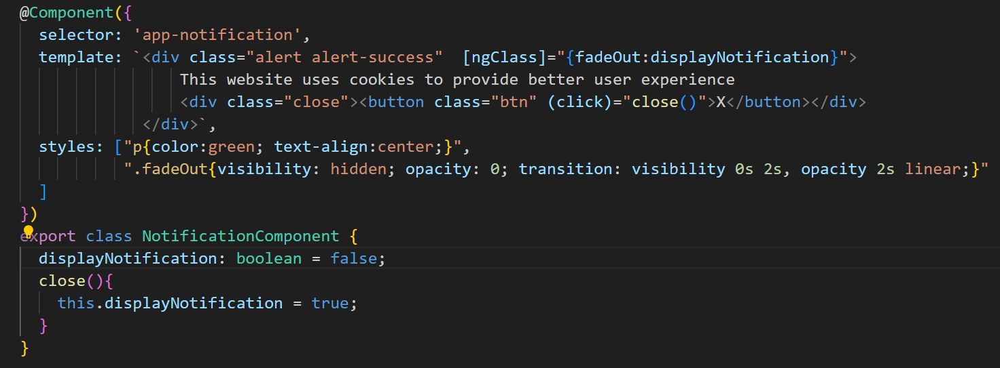 @Component({
  selector: 'app-notification',
  template: `<div class="alert alert-success"  [ngClass]="{fadeOut:displayNotification}">
                 This website uses cookies to provide better user experience
                 <div class="close"><button class="btn" (click)="close()">X</button></div>
             </div>`,
  styles: ["p{color:green; text-align:center;}",
           ".fadeOut{visibility: hidden; opacity: 0; transition: visibility 0s 2s, opacity 2s linear;}"
  ]
})
export class NotificationComponent {
  displayNotification: boolean = false;
  close(){
    this.displayNotification = true;
  }
}